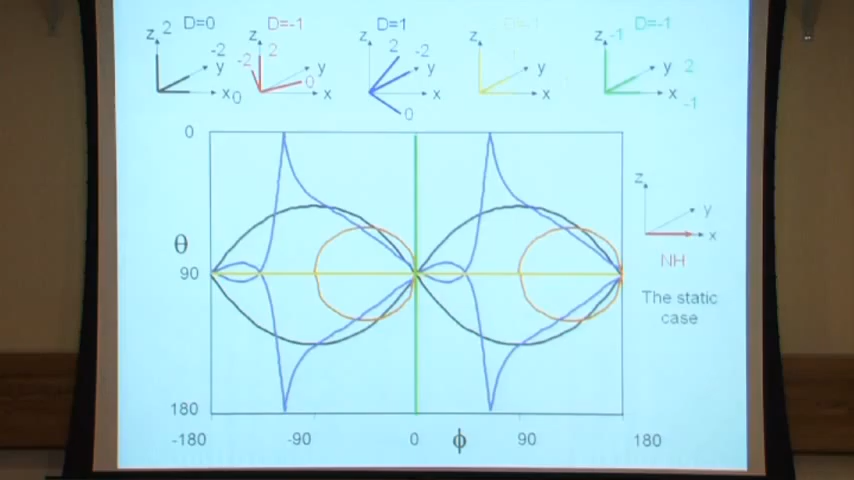 D=0
z 2
-2
y
x 0
D=-1
z 2
-2
y
0
x
D=1
z
2 -2
y
x
0
D=-1
z
y
x
D=-1
z -1
y 2
x -1
0
θ
90
180
-180 -90 0 ϕ 90 180
z
y
x
NH
The static
case